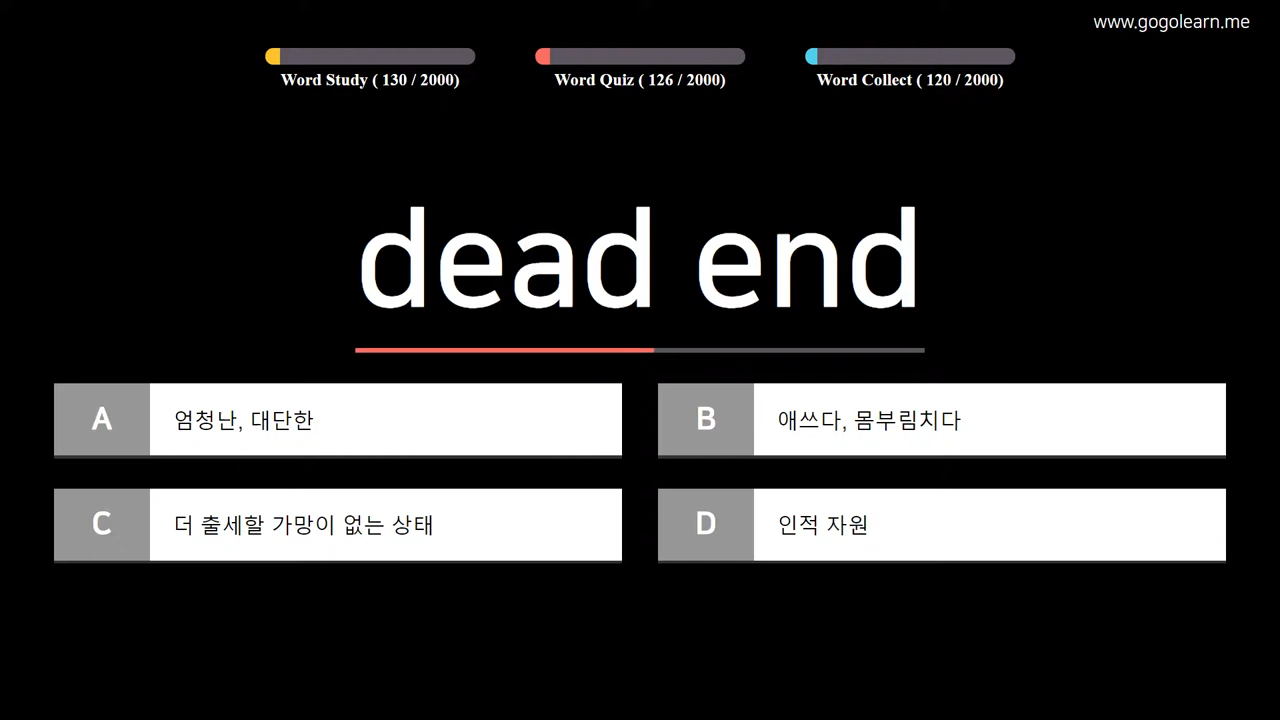 www.gogolearn.me
Word Study ( 130 / 2000)
Word Quiz ( 126 / 2000)
Word Collect ( 120 / 2000)
dead end
A 엄청난, 대단한
B 애쓰다, 몸부림치다
C 더 출세할 가망이 없는 상태
D 인적 자원